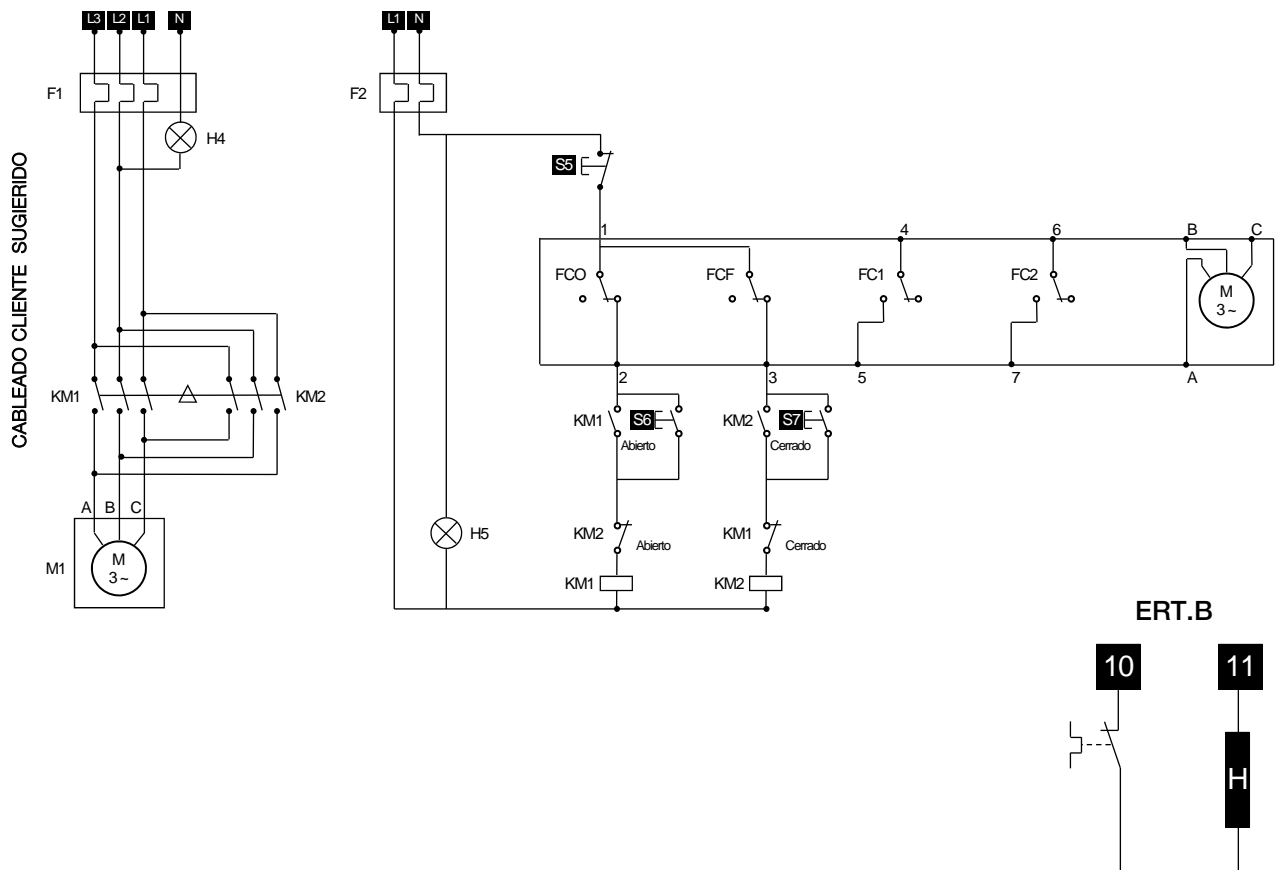 L3 L2 L1 N
L1 N
F1
F2
H4
CABLEADO CLIENTE SUGIERIDO
S5
1
4
6
B
C
FCO
FCF
FC1
FC2
M
3~
2
3
5
7
A
KM1
KM2
KM1
S6
Abierto
KM2
S7
Cerrado
A B C
M
3~
M1
H5
KM2
Abierto
KM1
Cerrado
KM1
KM2
ERT.B
10
11
H